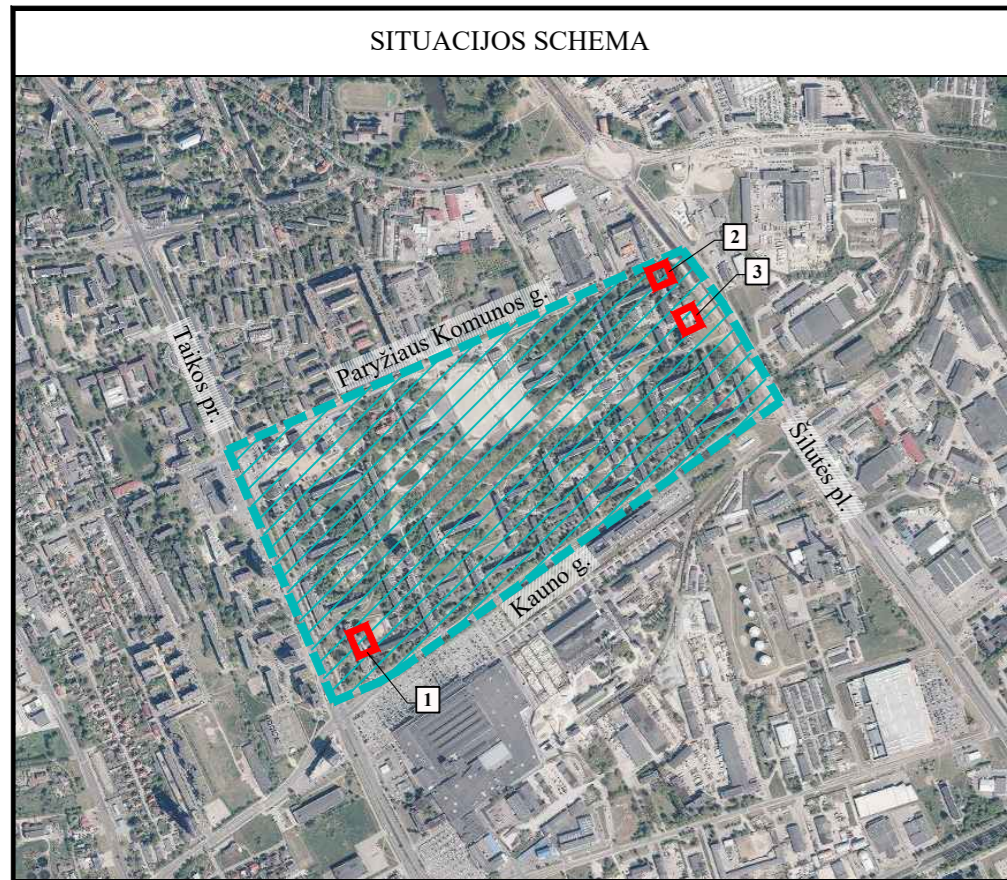 SITUACIJOS SCHEMA
2
3
Paryžiaus Komunos g.
Taikos pr.
Šilutės pl.
Kauno g.
1